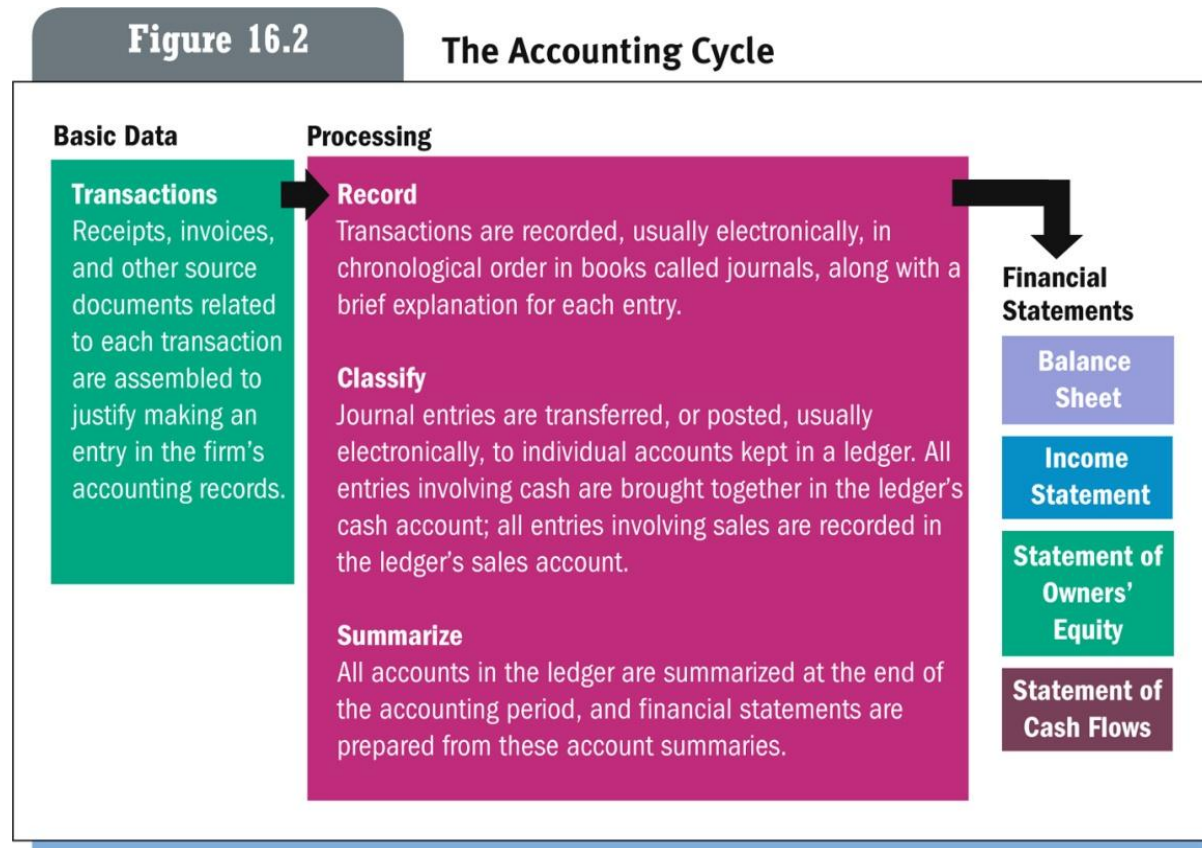 Figure 16.2
The Accounting Cycle
Basic Data
Transactions
Receipts, invoices,
and other source
documents related
to each transaction
are assembled to
justify making an
entry in the firm's
accounting records.
Processing
Record
Transactions are recorded, usually electronically, in
chronological order in books called journals, along with a
brief explanation for each entry.
Classify
Journal entries are transferred, or posted, usually
electronically, to individual accounts kept in a ledger. All
entries involving cash are brought together in the ledger's
cash account; all entries involving sales are recorded in
the ledger's sales account.
Summarize
All accounts in the ledger are summarized at the end of
the accounting period, and financial statements are
prepared from these account summaries.
Financial
Statements
Balance
Sheet
Income
Statement
Statement of
Owners'
Equity
Statement of
Cash Flows